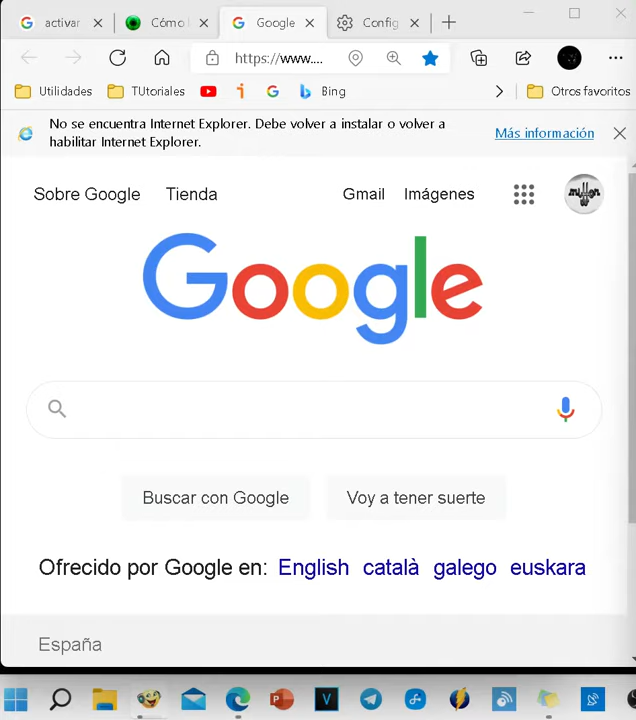 activar
Cómo
Google
Config
https://www....
Utilidades
TUtoriales
Bing
Otros favoritos
No se encuentra Internet Explorer. Debe volver a instalar o volver a
habilitar Internet Explorer.
Más información
Sobre Google
Tienda
Gmail
Imágenes
Google
Buscar con Google
Voy a tener suerte
Ofrecido por Google en: English català galego euskara
España